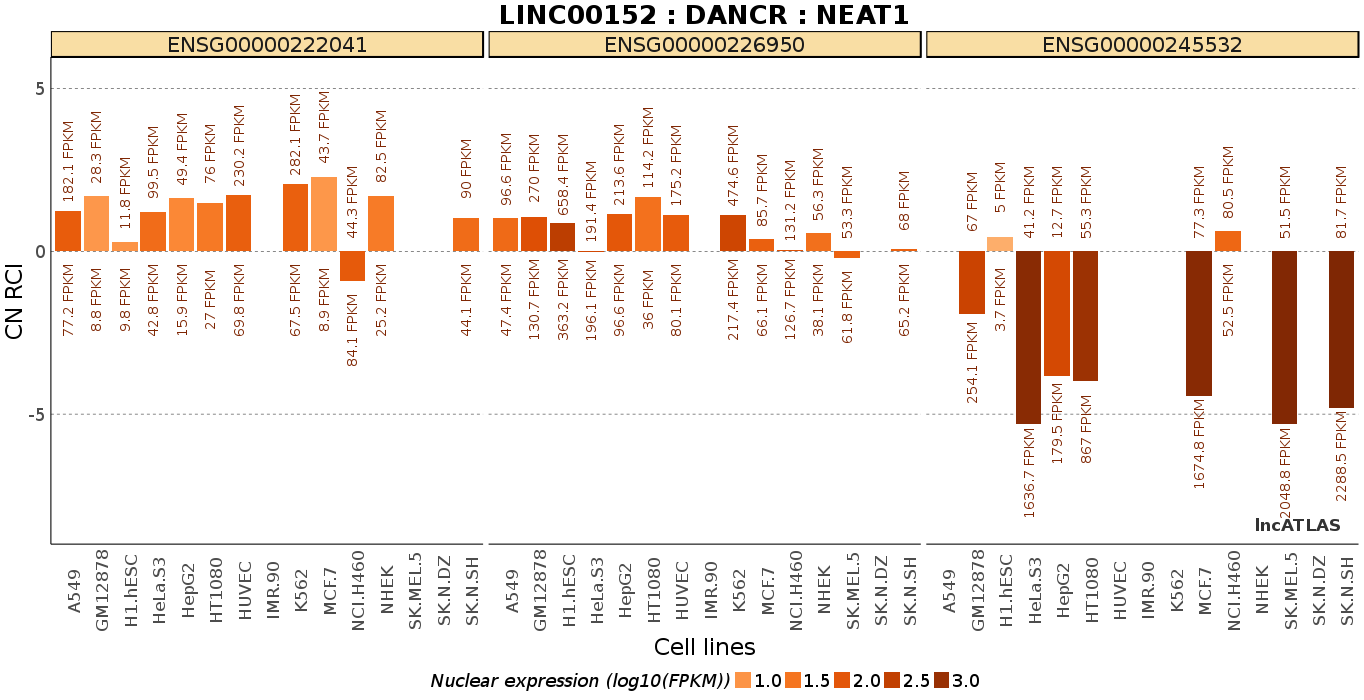 LINC00152 : DANCR : NEAT1
ENSG00000222041 ENSG00000226950 ENSG00000245532
CN RCI
5
0
-5
182.1 FPKM 28.3 FPKM 11.8 FPKM 99.5 FPKM 49.4 FPKM 76 FPKM 230.2 FPKM 282.1 FPKM 43.7 FPKM 44.3 FPKM 82.5 FPKM 90 FPKM
77.2 FPKM 8.8 FPKM 9.8 FPKM 42.8 FPKM 15.9 FPKM 27 FPKM 69.8 FPKM 67.5 FPKM 8.9 FPKM 84.1 FPKM 25.2 FPKM 44.1 FPKM
96.6 FPKM 270 FPKM 658.4 FPKM 191.4 FPKM 213.6 FPKM 114.2 FPKM 175.2 FPKM 474.6 FPKM 85.7 FPKM 131.2 FPKM 56.3 FPKM 53.3 FPKM 68 FPKM
47.4 FPKM 130.7 FPKM 363.2 FPKM 196.1 FPKM 96.6 FPKM 36 FPKM 80.1 FPKM 217.4 FPKM 66.1 FPKM 126.7 FPKM 38.1 FPKM 61.8 FPKM 65.2 FPKM
67 FPKM 5 FPKM 41.2 FPKM 12.7 FPKM 55.3 FPKM 77.3 FPKM 80.5 FPKM 51.5 FPKM 81.7 FPKM
254.1 FPKM 3.7 FPKM 1636.7 FPKM 179.5 FPKM 867 FPKM 1674.8 FPKM 52.5 FPKM 2048.8 FPKM 2288.5 FPKM
lncATLAS
A549 GM12878 H1.hESC HeLa.S3 HepG2 HT1080 HUVEC IMR.90 K562 MCF.7 NCI.H460 NHEK SK.MEL.5 SK.N.DZ SK.N.SH
A549 GM12878 H1.hESC HeLa.S3 HepG2 HT1080 HUVEC IMR.90 K562 MCF.7 NCI.H460 NHEK SK.MEL.5 SK.N.DZ SK.N.SH
A549 GM12878 H1.hESC HeLa.S3 HepG2 HT1080 HUVEC IMR.90 K562 MCF.7 NCI.H460 NHEK SK.MEL.5 SK.N.DZ SK.N.SH
Cell lines
Nuclear expression (log10(FPKM)) 1.0 1.5 2.0 2.5 3.0